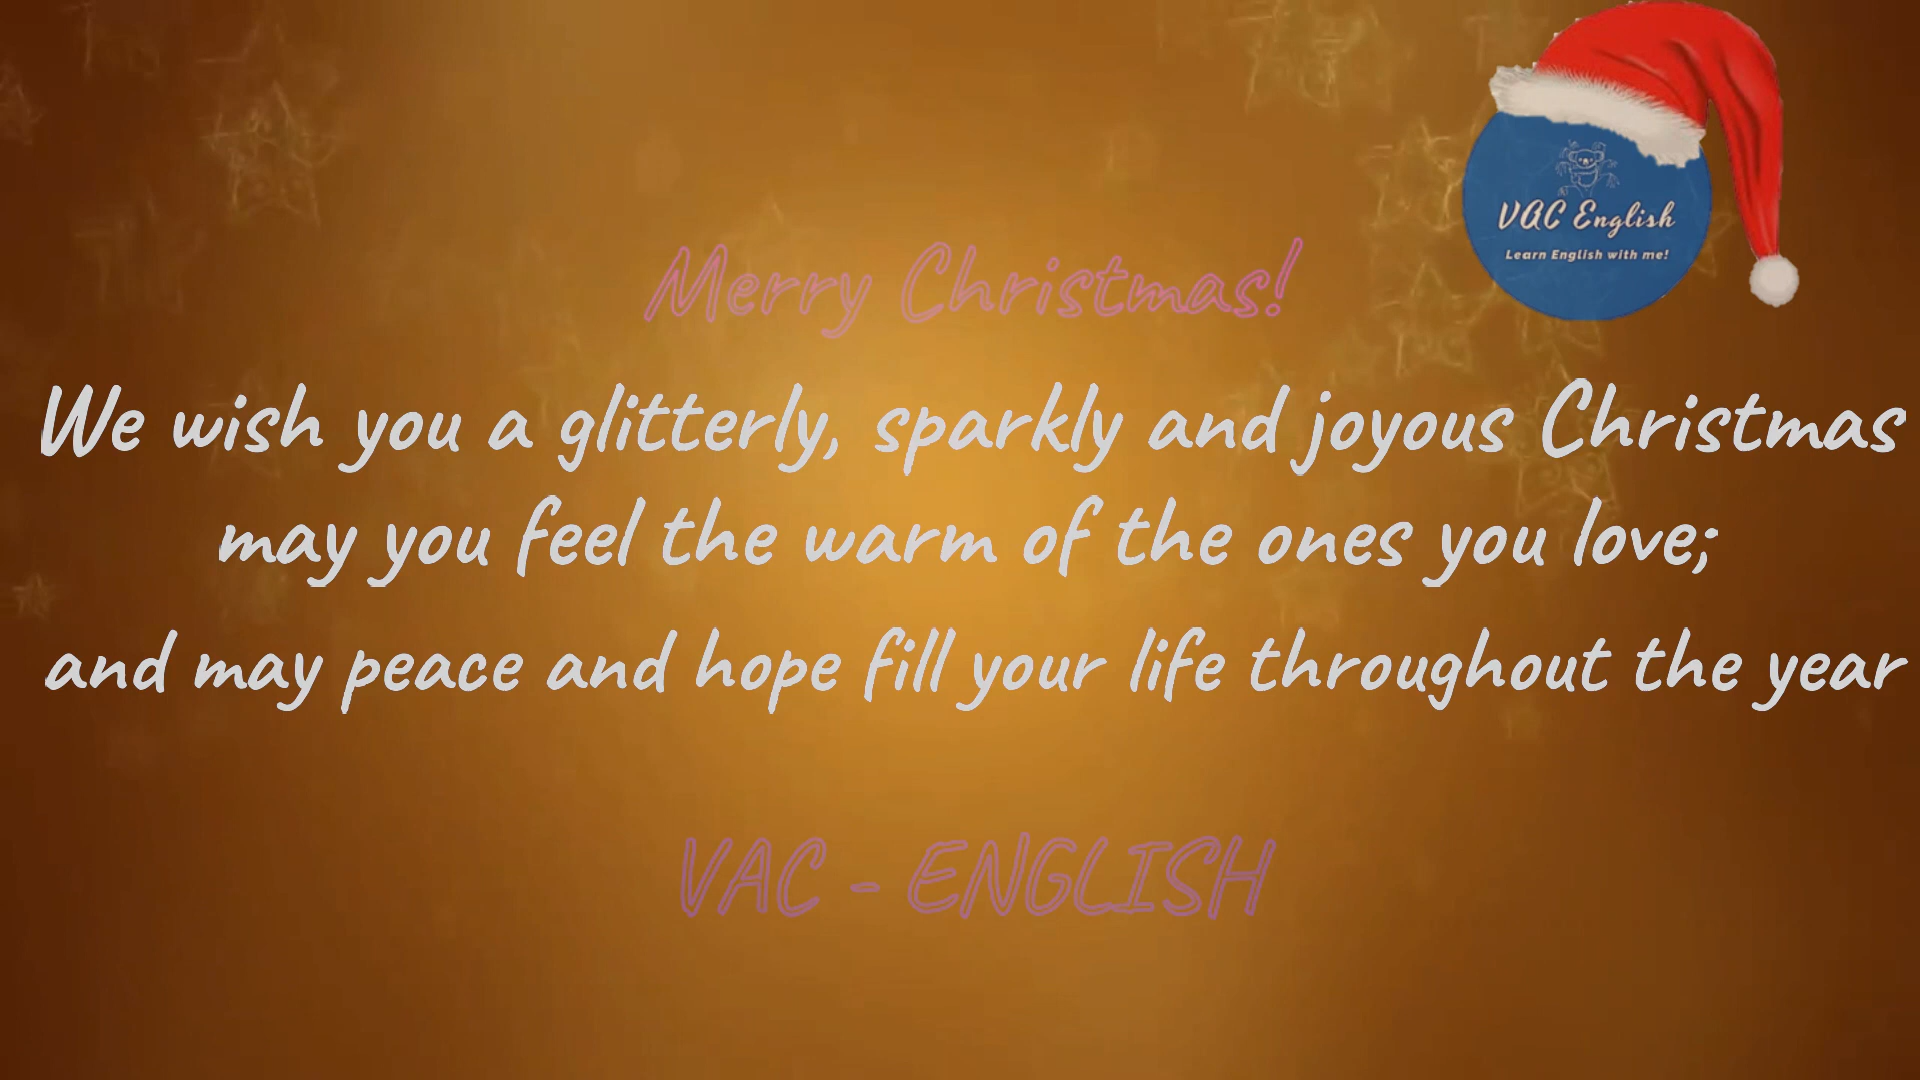 VAC English
Learn English with me!
Merry Christmas!
We wish you a glitterly, sparkly and joyous Christmas
may you feel the warm of the ones you love;
and may peace and hope fill your life throughout the year
VAC - ENGLISH